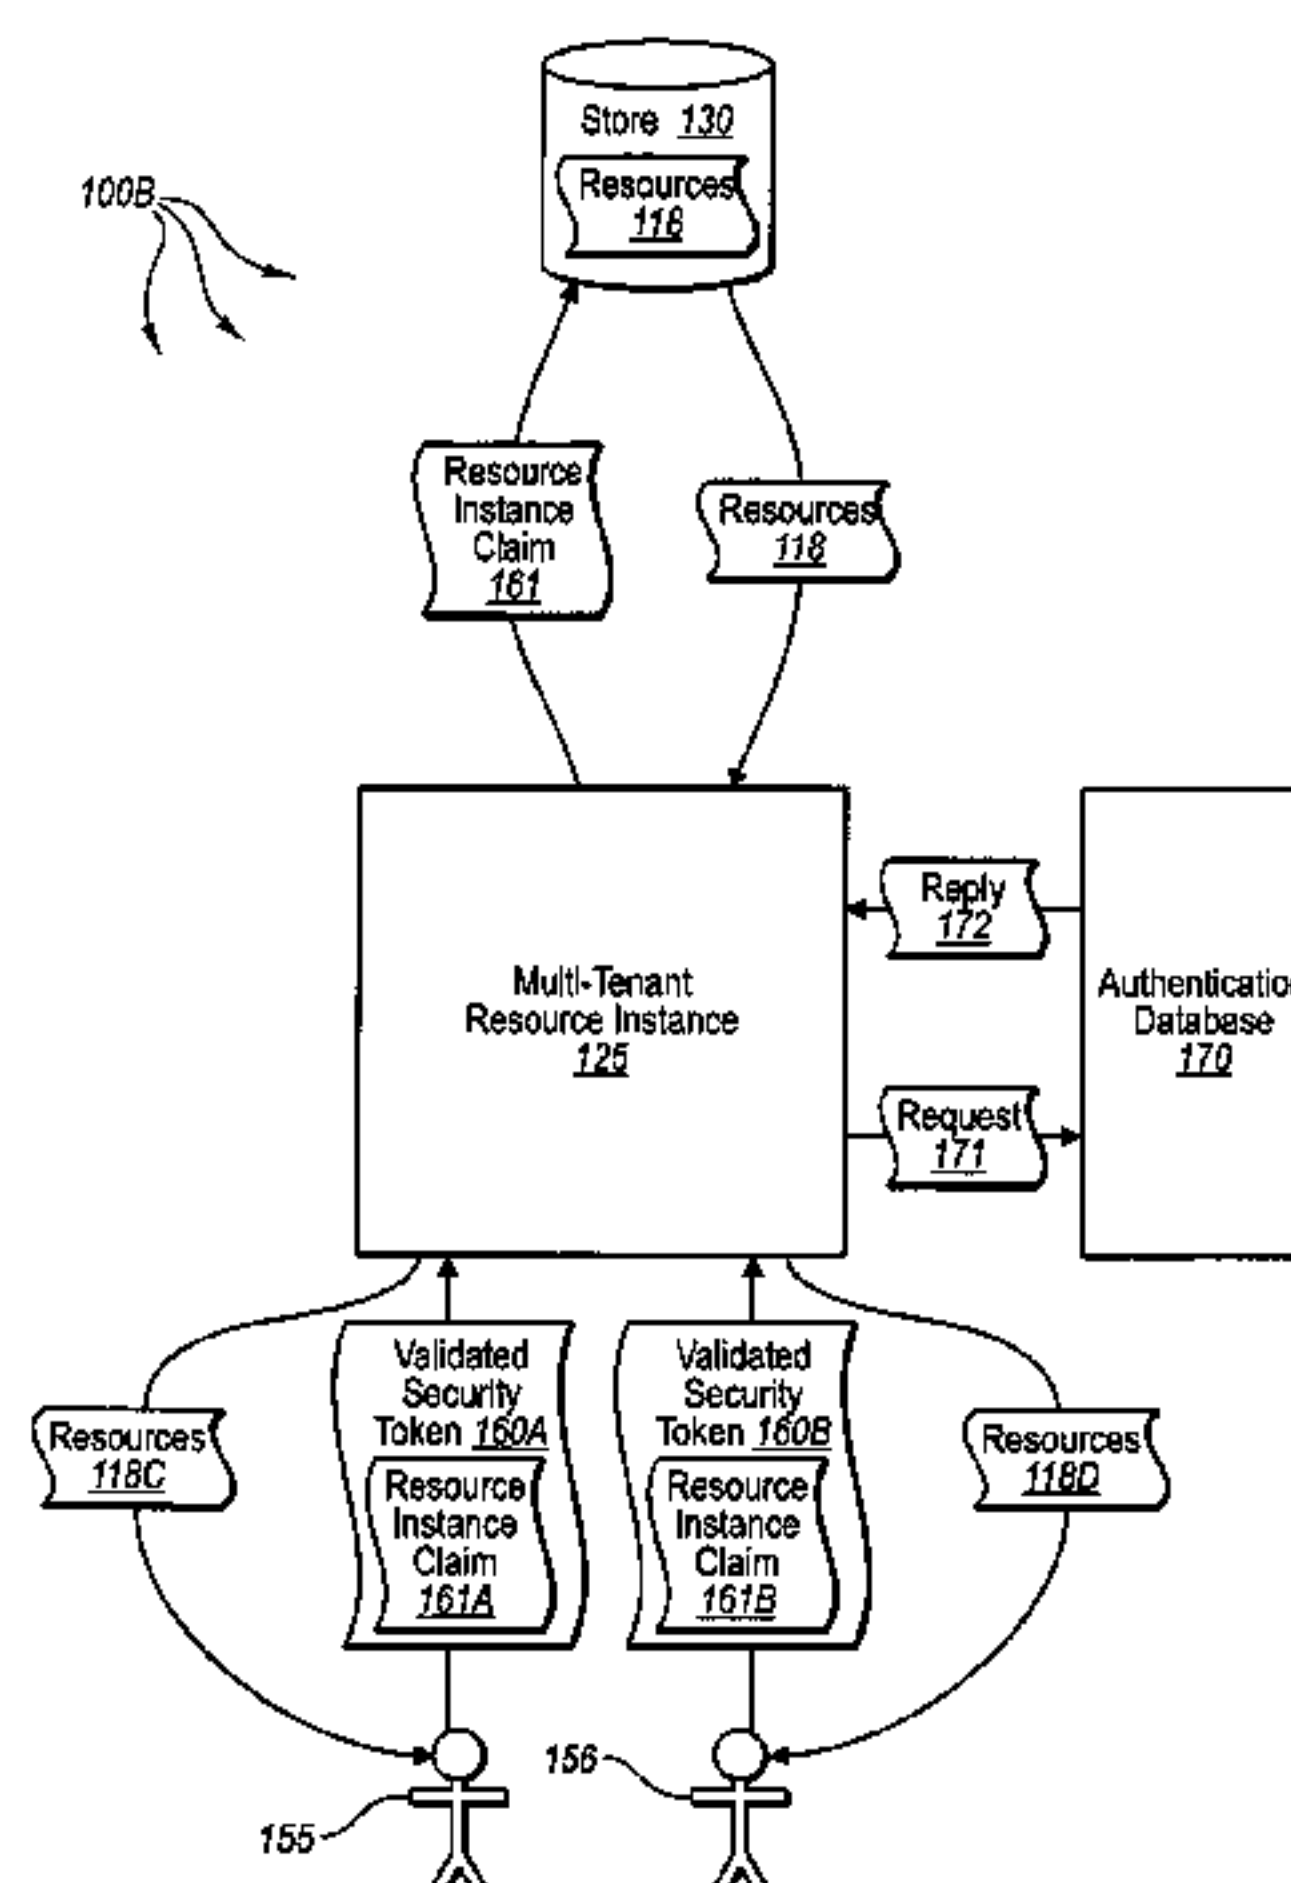 Store 130
Resources
118
100B
Resource
Instance
Claim
161
Resources
118
Reply
172
Multi-Tenant
Resource Instance
125
Authenticatio
Database
170
Request
171
Validated
Security
Token 160A
Resource
Instance
Claim
161A
Validated
Security
Token 160B
Resource
Instance
Claim
161B
Resources
118C
Resources
118D
156
155